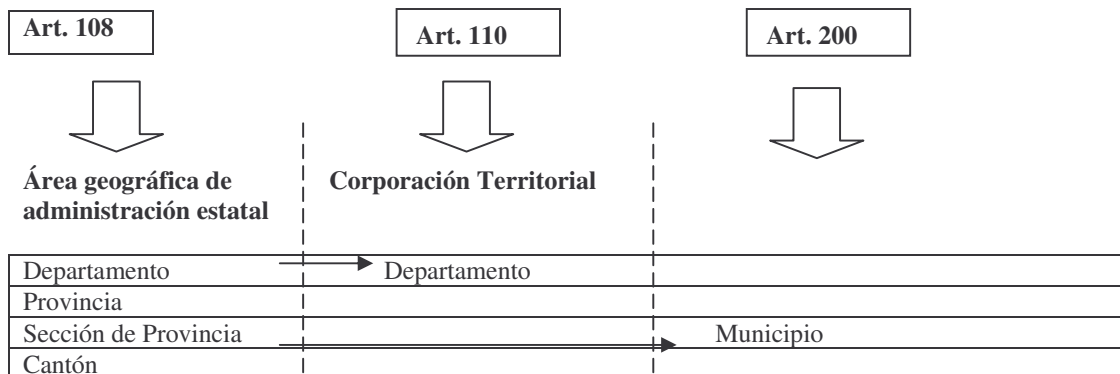 Art. 108
Art. 110
Art. 200
Área geográfica de
administración estatal
Corporación Territorial
Departamento
Departamento
Provincia
Sección de Provincia
Municipio
Cantón